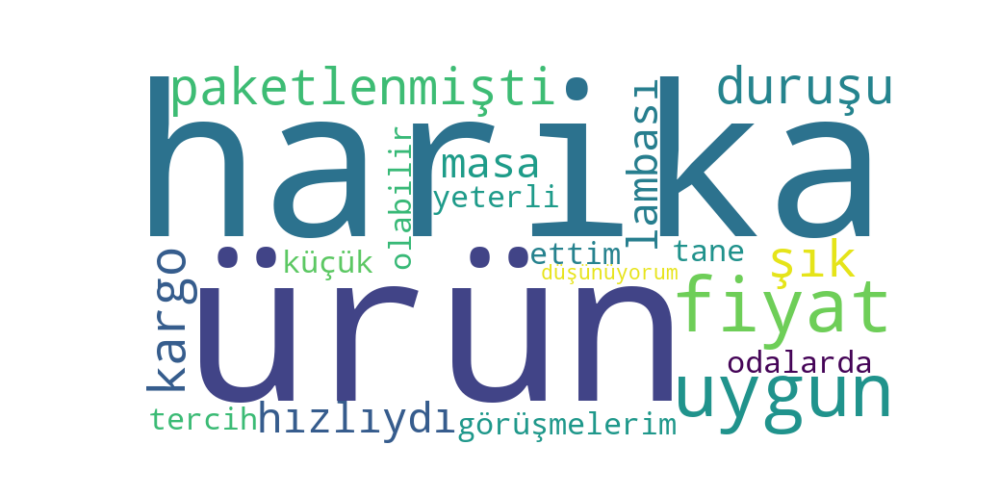 paketlenmişti
duruşu
harika
olabilir
masa
lambası
yeterli
kargo
küçük
ettim
tane
şık
düşünüyorum
ürün
fiyat
odalarda
uygun
tercih
hızlıydı
görüşmelerim